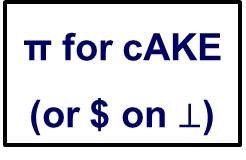 π for cAKE
(or $ on ⊥)